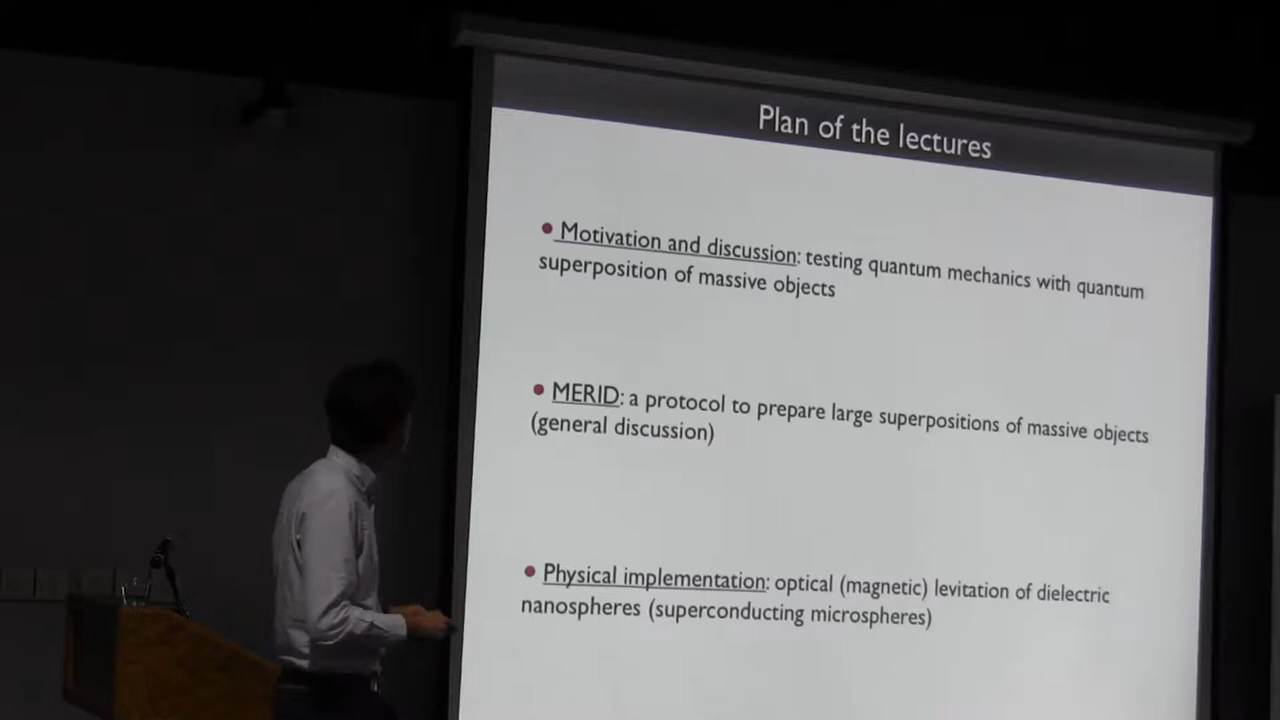 Plan of the lectures
• Motivation and discussion: testing quantum mechanics with quantum
superposition of massive objects
• MERID: a protocol to prepare large superpositions of massive objects
(general discussion)
• Physical implementation: optical (magnetic) levitation of dielectric
nanospheres (superconducting microspheres)